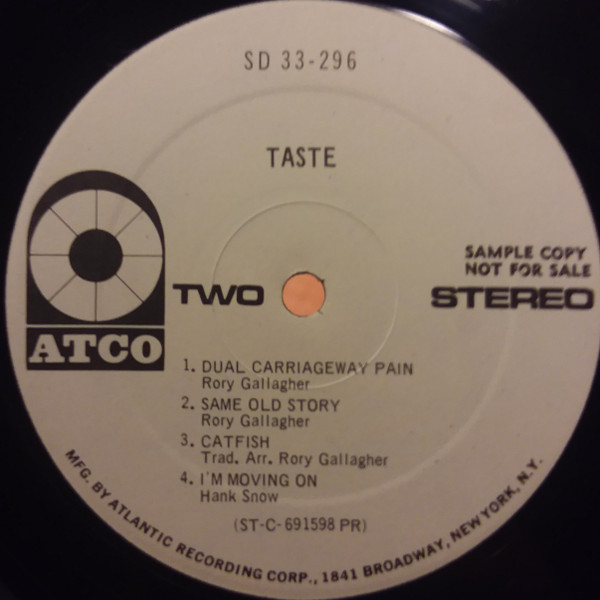 SD 33-296
TASTE
SAMPLE COPY
NOT FOR SALE
TWO
STEREO
ATCO
1. DUAL CARRIAGEWAY PAIN
Rory Gallagher
2. SAME OLD STORY
Rory Gallagher
3. CATFISH
Trad. Arr. Rory Gallagher
4. I'M MOVING ON
Hank Snow
(ST-C-691598 PR)
MFG. BY ATLANTIC RECORDING CORP., 1841 BROADWAY, NEW YORK, N.Y.